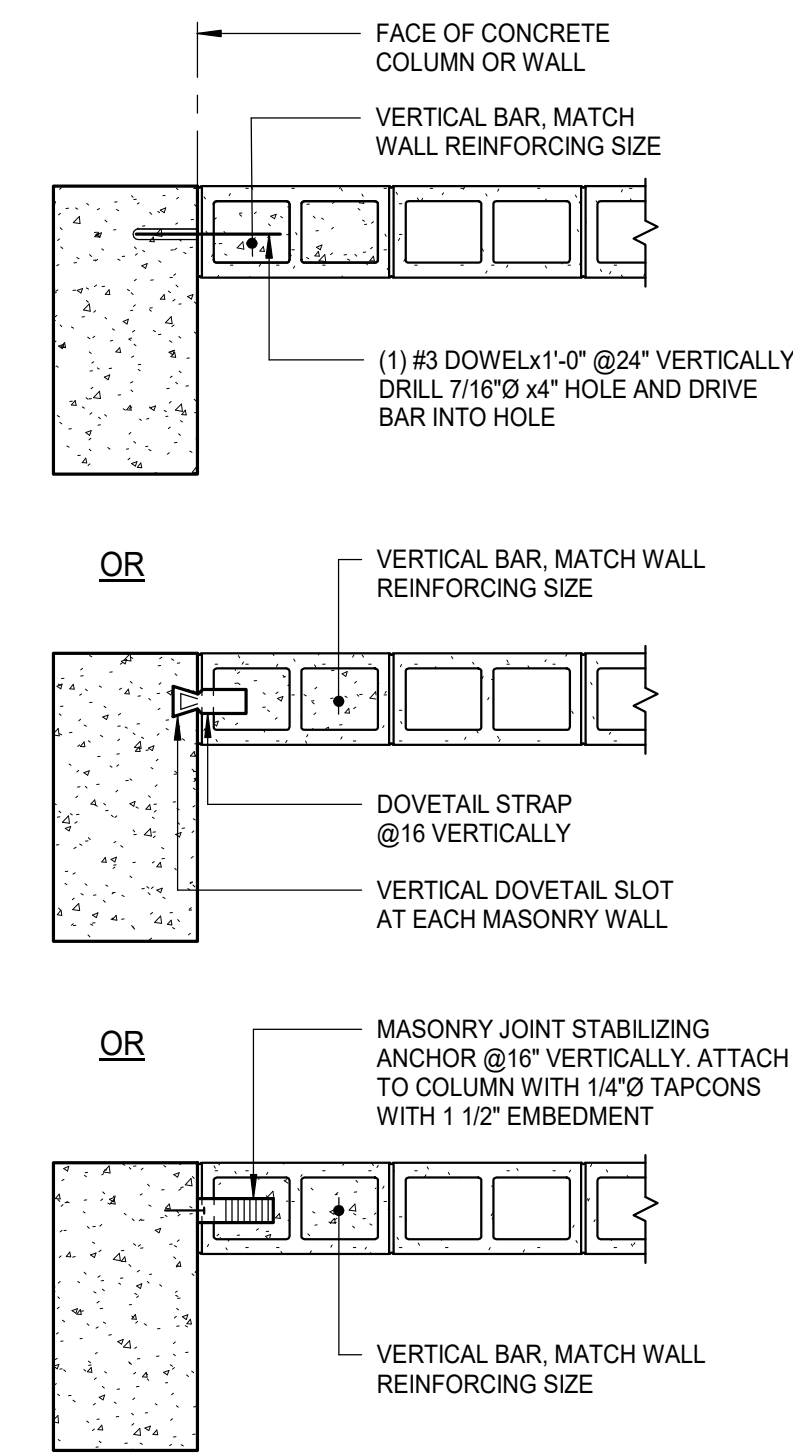 FACE OF CONCRETE
COLUMN OR WALL
VERTICAL BAR, MATCH
WALL REINFORCING SIZE
(1) #3 DOWELx1'-0" @24" VERTICALLY
DRILL 7/16"Ø x4" HOLE AND DRIVE
BAR INTO HOLE
OR
VERTICAL BAR, MATCH WALL
REINFORCING SIZE
DOVETAIL STRAP
@16 VERTICALLY
VERTICAL DOVETAIL SLOT
AT EACH MASONRY WALL
OR
MASONRY JOINT STABILIZING
ANCHOR @16" VERTICALLY. ATTACH
TO COLUMN WITH 1/4"Ø TAPCONS
WITH 1 1/2" EMBEDMENT
VERTICAL BAR, MATCH WALL
REINFORCING SIZE